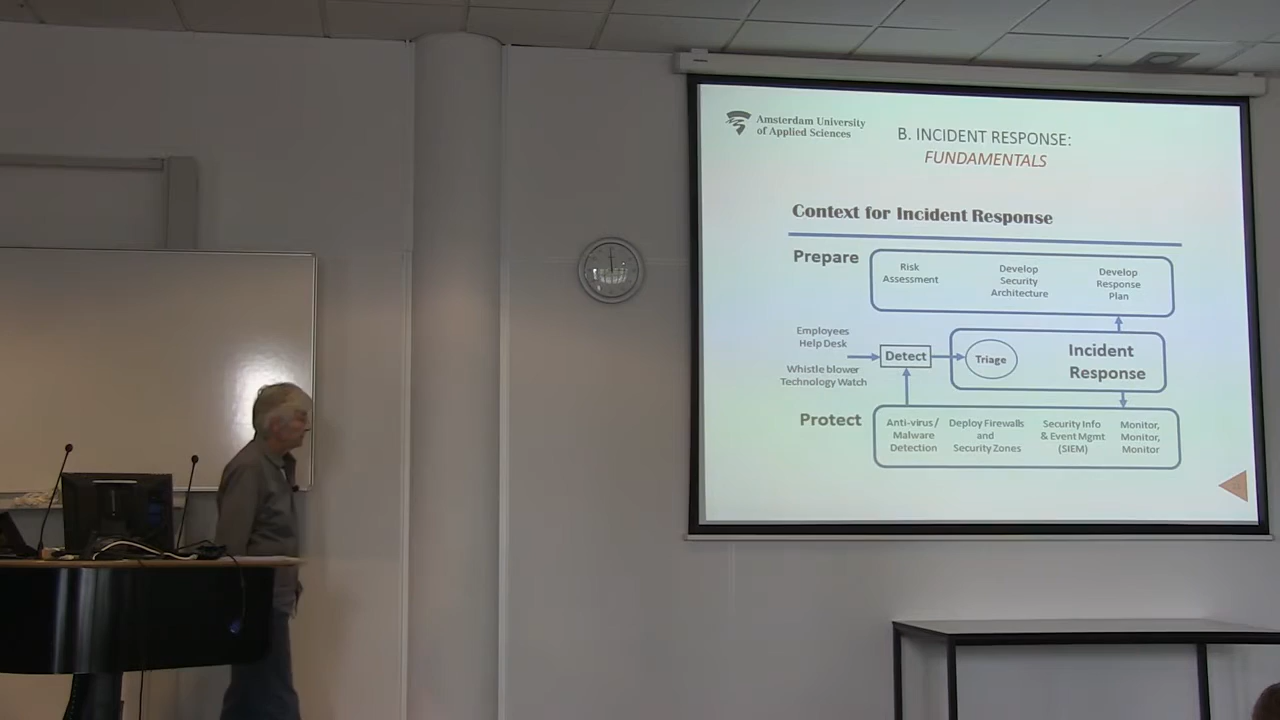 Amsterdam University
of Applied Sciences
B. INCIDENT RESPONSE:
FUNDAMENTALS
Context for Incident Response
Prepare
Risk
Assessment
Develop
Security
Architecture
Develop
Response
Plan
Employees
Help Desk
Whistle blower
Technology Watch
Detect
Triage
Incident
Response
Protect
Anti-virus/
Malware
Detection
Deploy Firewalls
and
Security Zones
Security Info
& Event Mgmt
(SIEM)
Monitor,
Monitor,
Monitor